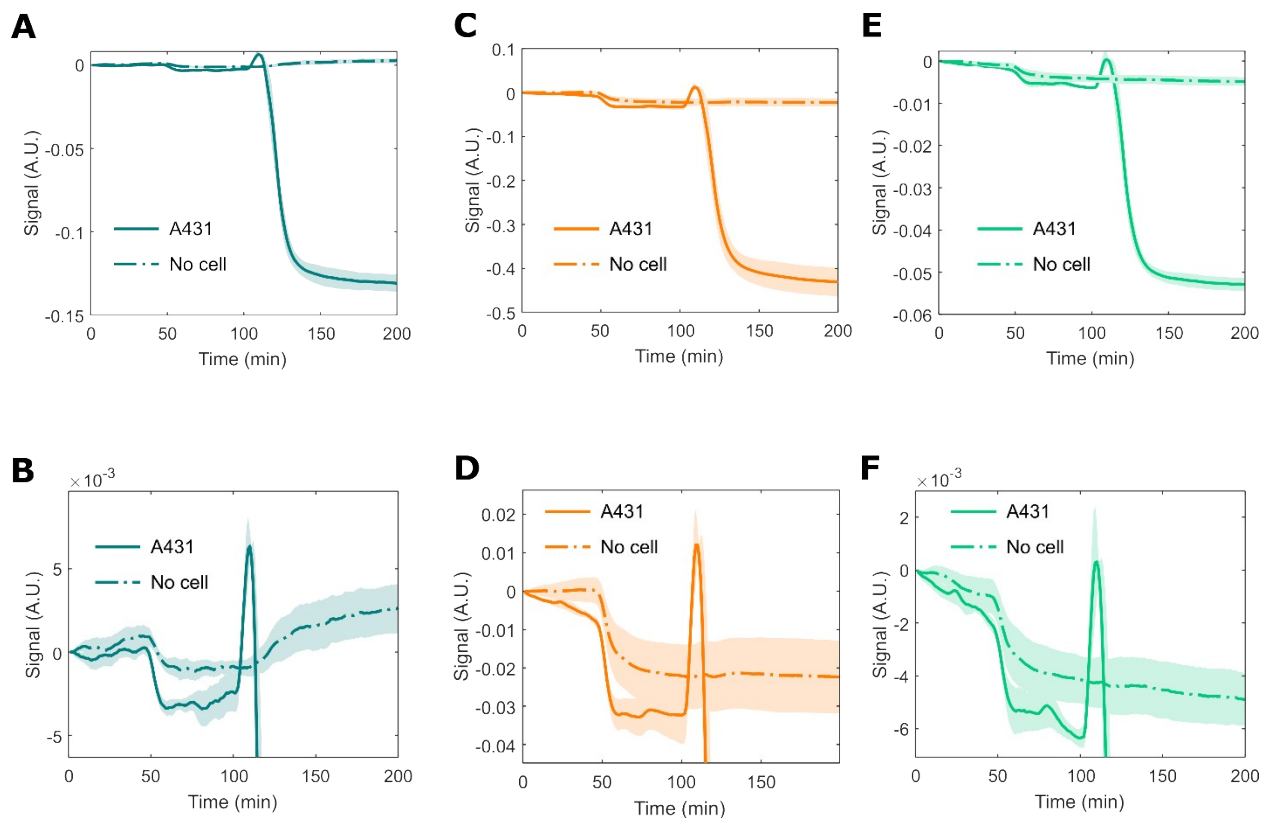 A
0
-0.05
-0.1
-0.15
Signal (A.U.)
A431
No cell
0 50 100 150 200
Time (min)
C
0.1
0
-0.1
-0.2
-0.3
-0.4
-0.5
Signal (A.U.)
A431
No cell
0 50 100 150 200
Time (min)
E
0
-0.01
-0.02
-0.03
-0.04
-0.05
-0.06
Signal (A.U.)
A431
No cell
0 50 100 150 200
Time (min)
B
×10-3
5
0
-5
Signal (A.U.)
A431
No cell
0 50 100 150 200
Time (min)
D
0.02
0.01
0
-0.01
-0.02
-0.03
-0.04
Signal (A.U.)
A431
No cell
0 50 100 150
Time (min)
F
×10-3
2
0
-2
-4
-6
Signal (A.U.)
A431
No cell
0 50 100 150 200
Time (min)